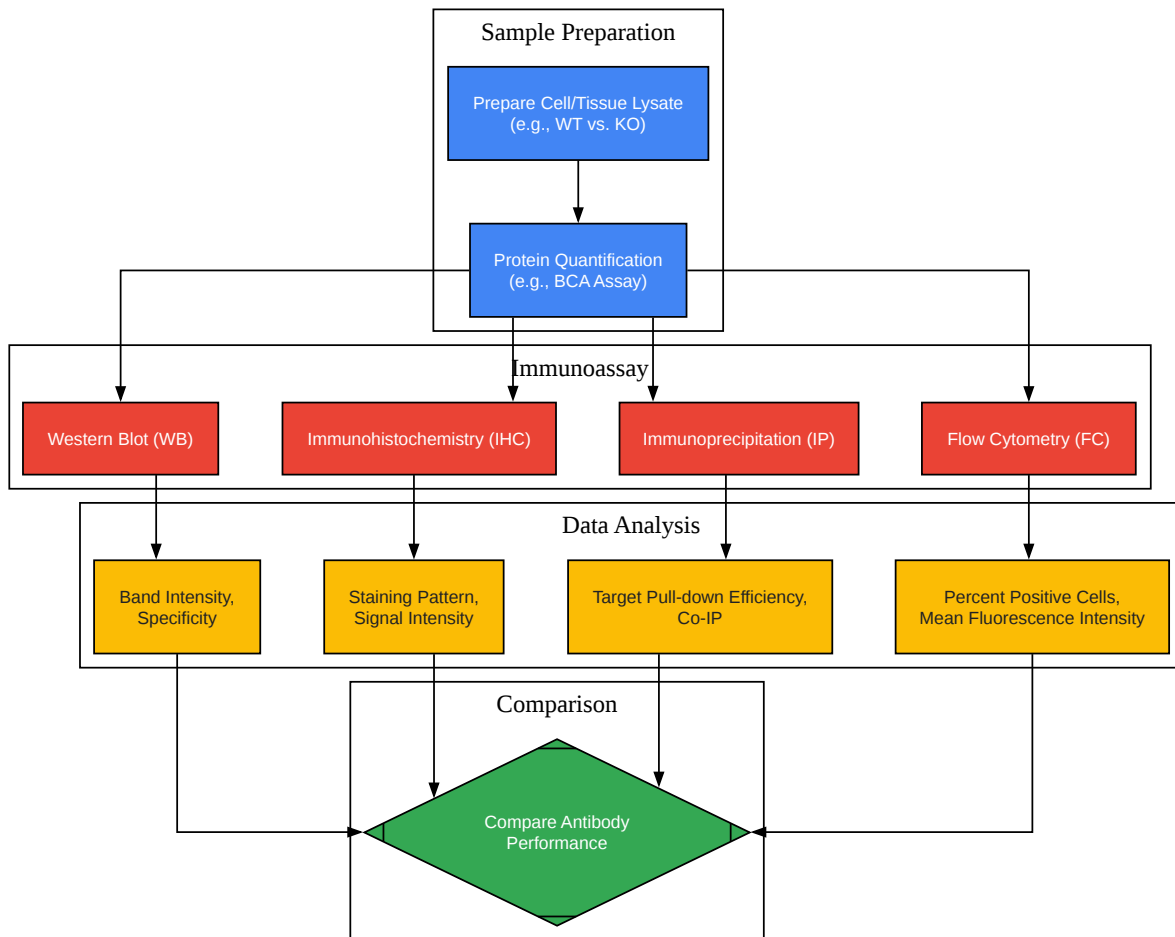 Sample Preparation
Prepare Cell/Tissue Lysate
(e.g., WT vs. KO)
Protein Quantification
(e.g., BCA Assay)
Immunoassay
Western Blot (WB)
Immunohistochemistry (IHC)
Immunoprecipitation (IP)
Flow Cytometry (FC)
Data Analysis
Band Intensity,
Specificity
Staining Pattern,
Signal Intensity
Target Pull-down Efficiency,
Co-IP
Percent Positive Cells,
Mean Fluorescence Intensity
Comparison
Compare Antibody
Performance